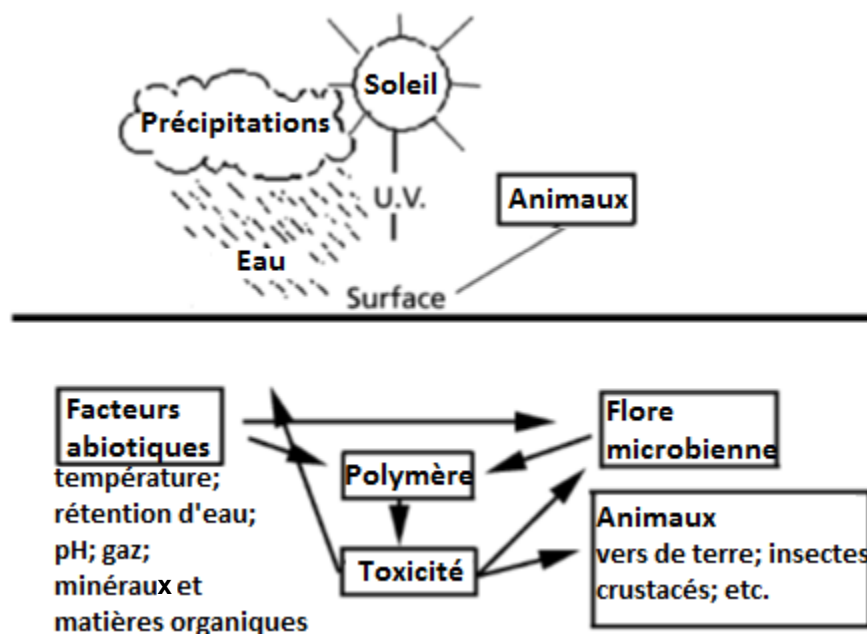 Soleil
Précipitations
U.V.
Animaux
Eau
Surface
Facteurs
abiotiques
température;
rétention d'eau;
pH; gaz;
minéraux et
matières organiques
Polymère
Toxicité
Flore
microbienne
Animaux
vers de terre; insectes
crustacés; etc.